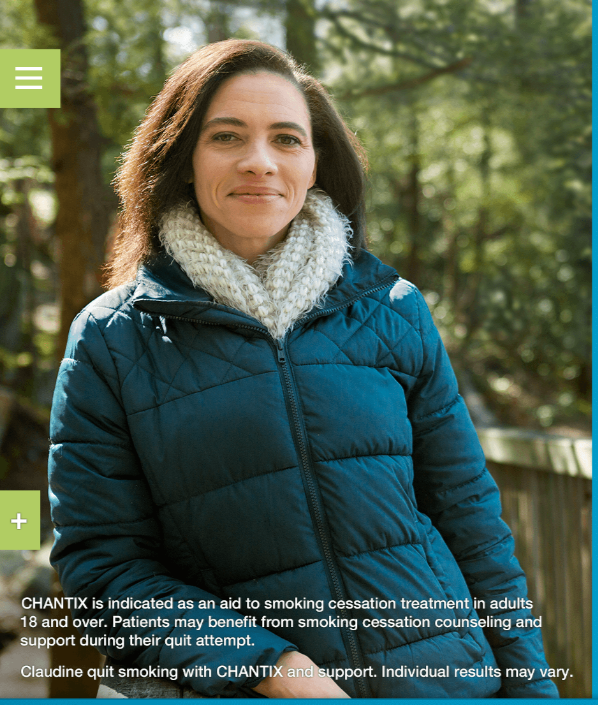 CHANTIX is indicated as an aid to smoking cessation treatment in adults
18 and over. Patients may benefit from smoking cessation counseling and
support during their quit attempt.
Claudine quit smoking with CHANTIX and support. Individual results may vary.